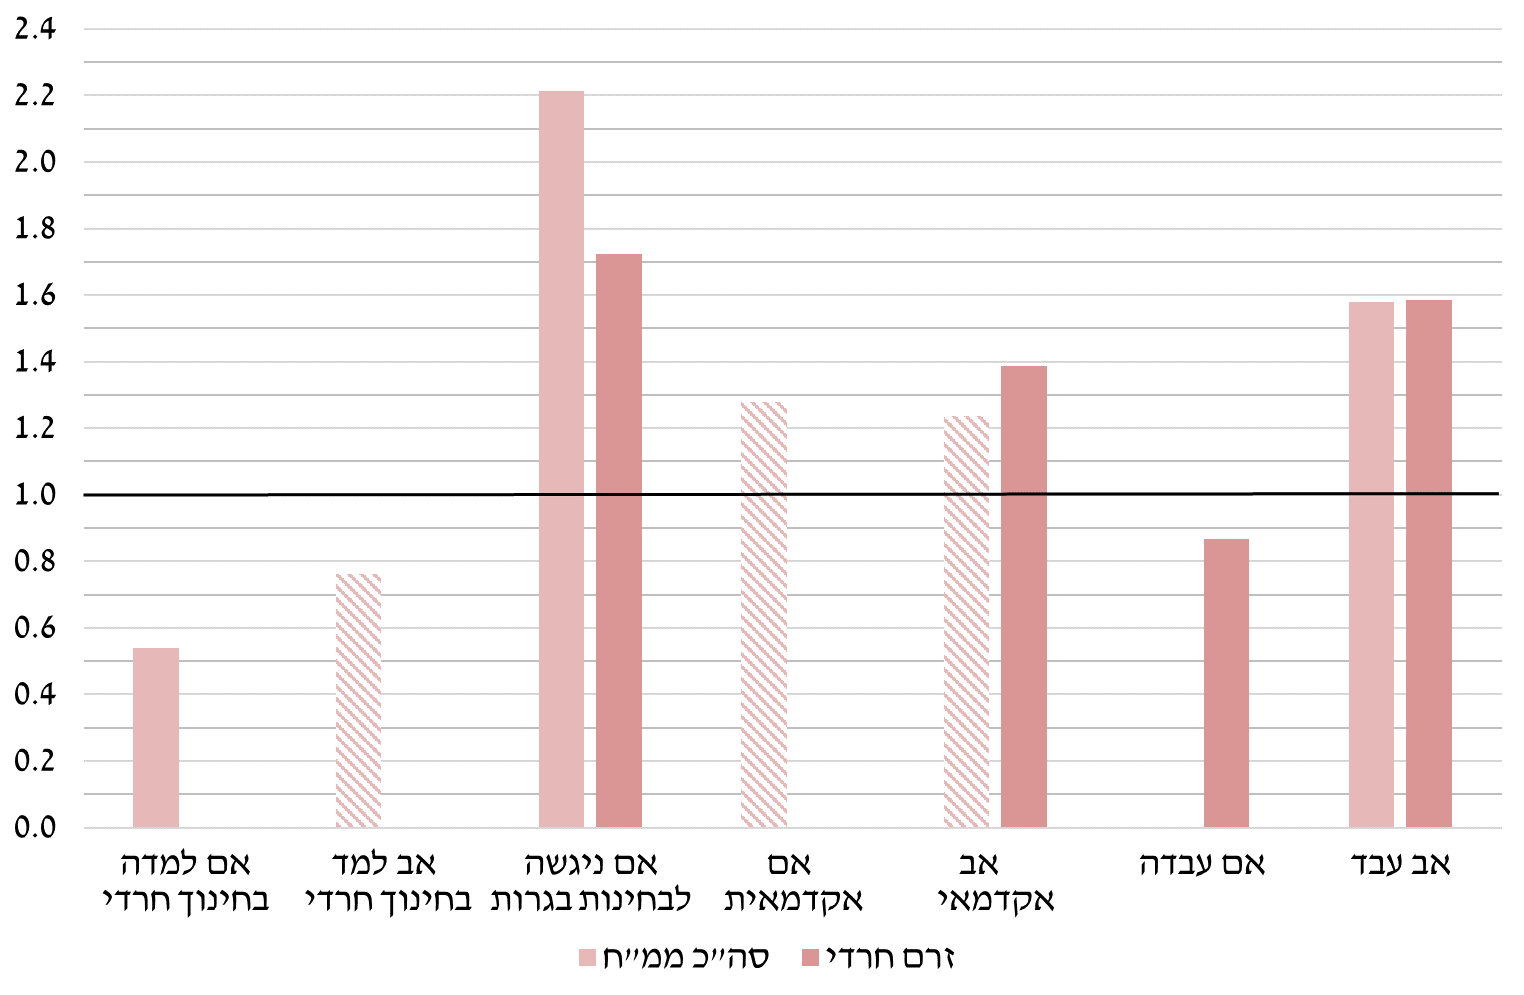 2.4
2.2
2.0
1.8
1.6
1.4
1.2
1.0
0.8
0.6
0.4
0.2
0.0
אם למדה
בחינוך חרדי
אב למד
בחינוך חרדי
אם ניגשה
לבחינות בגרות
אם
אקדמאית
אב
אקדמאי
אם עבדה
אב עבד
סה״כ ממ״ח
זרם חרדי